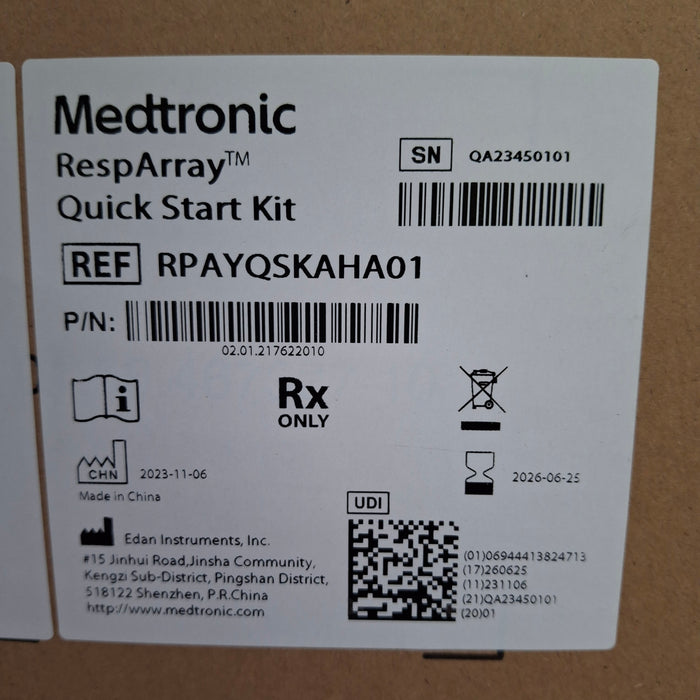 Medtronic
RespArray™
Quick Start Kit
SN QA23450101
REF RPAYQSKAHA01
P/N:
02.01.217622010
Rx
ONLY
CHN 2023-11-06
Made in China
2026-06-25
Edan Instruments, Inc.
#15 Jinhui Road,Jinsha Community,
Kengzi Sub-District, Pingshan District,
518122 Shenzhen, P.R.China
http://www.medtronic.com
UDI
(01)06944413824713
(17)260625
(11)231106
(21)QA23450101
(20)01